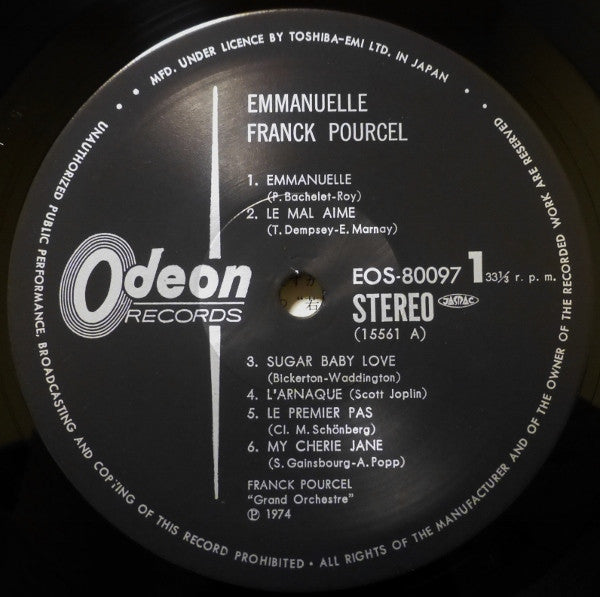 • MFD. UNDER LICENCE BY TOSHIBA-EMI LTD. IN JAPAN •
EMMANUELLE
FRANCK POURCEL
1. EMMANUELLE
(P. Bachelet-Roy)
2. LE MAL AIME
(T. Dempsey-E. Marnay)
Odeon
RECORDS
EOS-80097 1 33⅓ r. p. m.
STEREO JASRAC
(15561 A)
3. SUGAR BABY LOVE
(Bickerton-Waddington)
4. L'ARNAQUE (Scott Joplin)
5. LE PREMIER PAS
(Cl. M. Schönberg)
6. MY CHERIE JANE
(S. Gainsbourg-A. Popp)
FRANCK POURCEL
"Grand Orchestre"
℗ 1974
• UNAUTHORIZED PUBLIC PERFORMANCE, BROADCASTING AND COPYING OF THIS RECORD PROHIBITED • ALL RIGHTS OF THE MANUFACTURER AND OF THE OWNER OF THE RECORDED WORK ARE RESERVED •